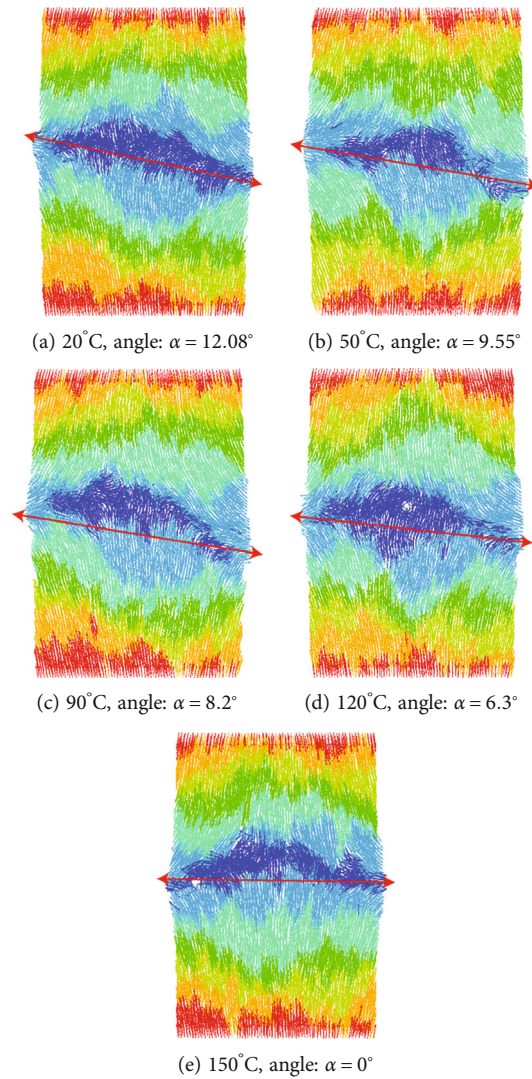 (a) 20°C, angle: α = 12.08°
(b) 50°C, angle: α = 9.55°
(c) 90°C, angle: α = 8.2°
(d) 120°C, angle: α = 6.3°
(e) 150°C, angle: α = 0°